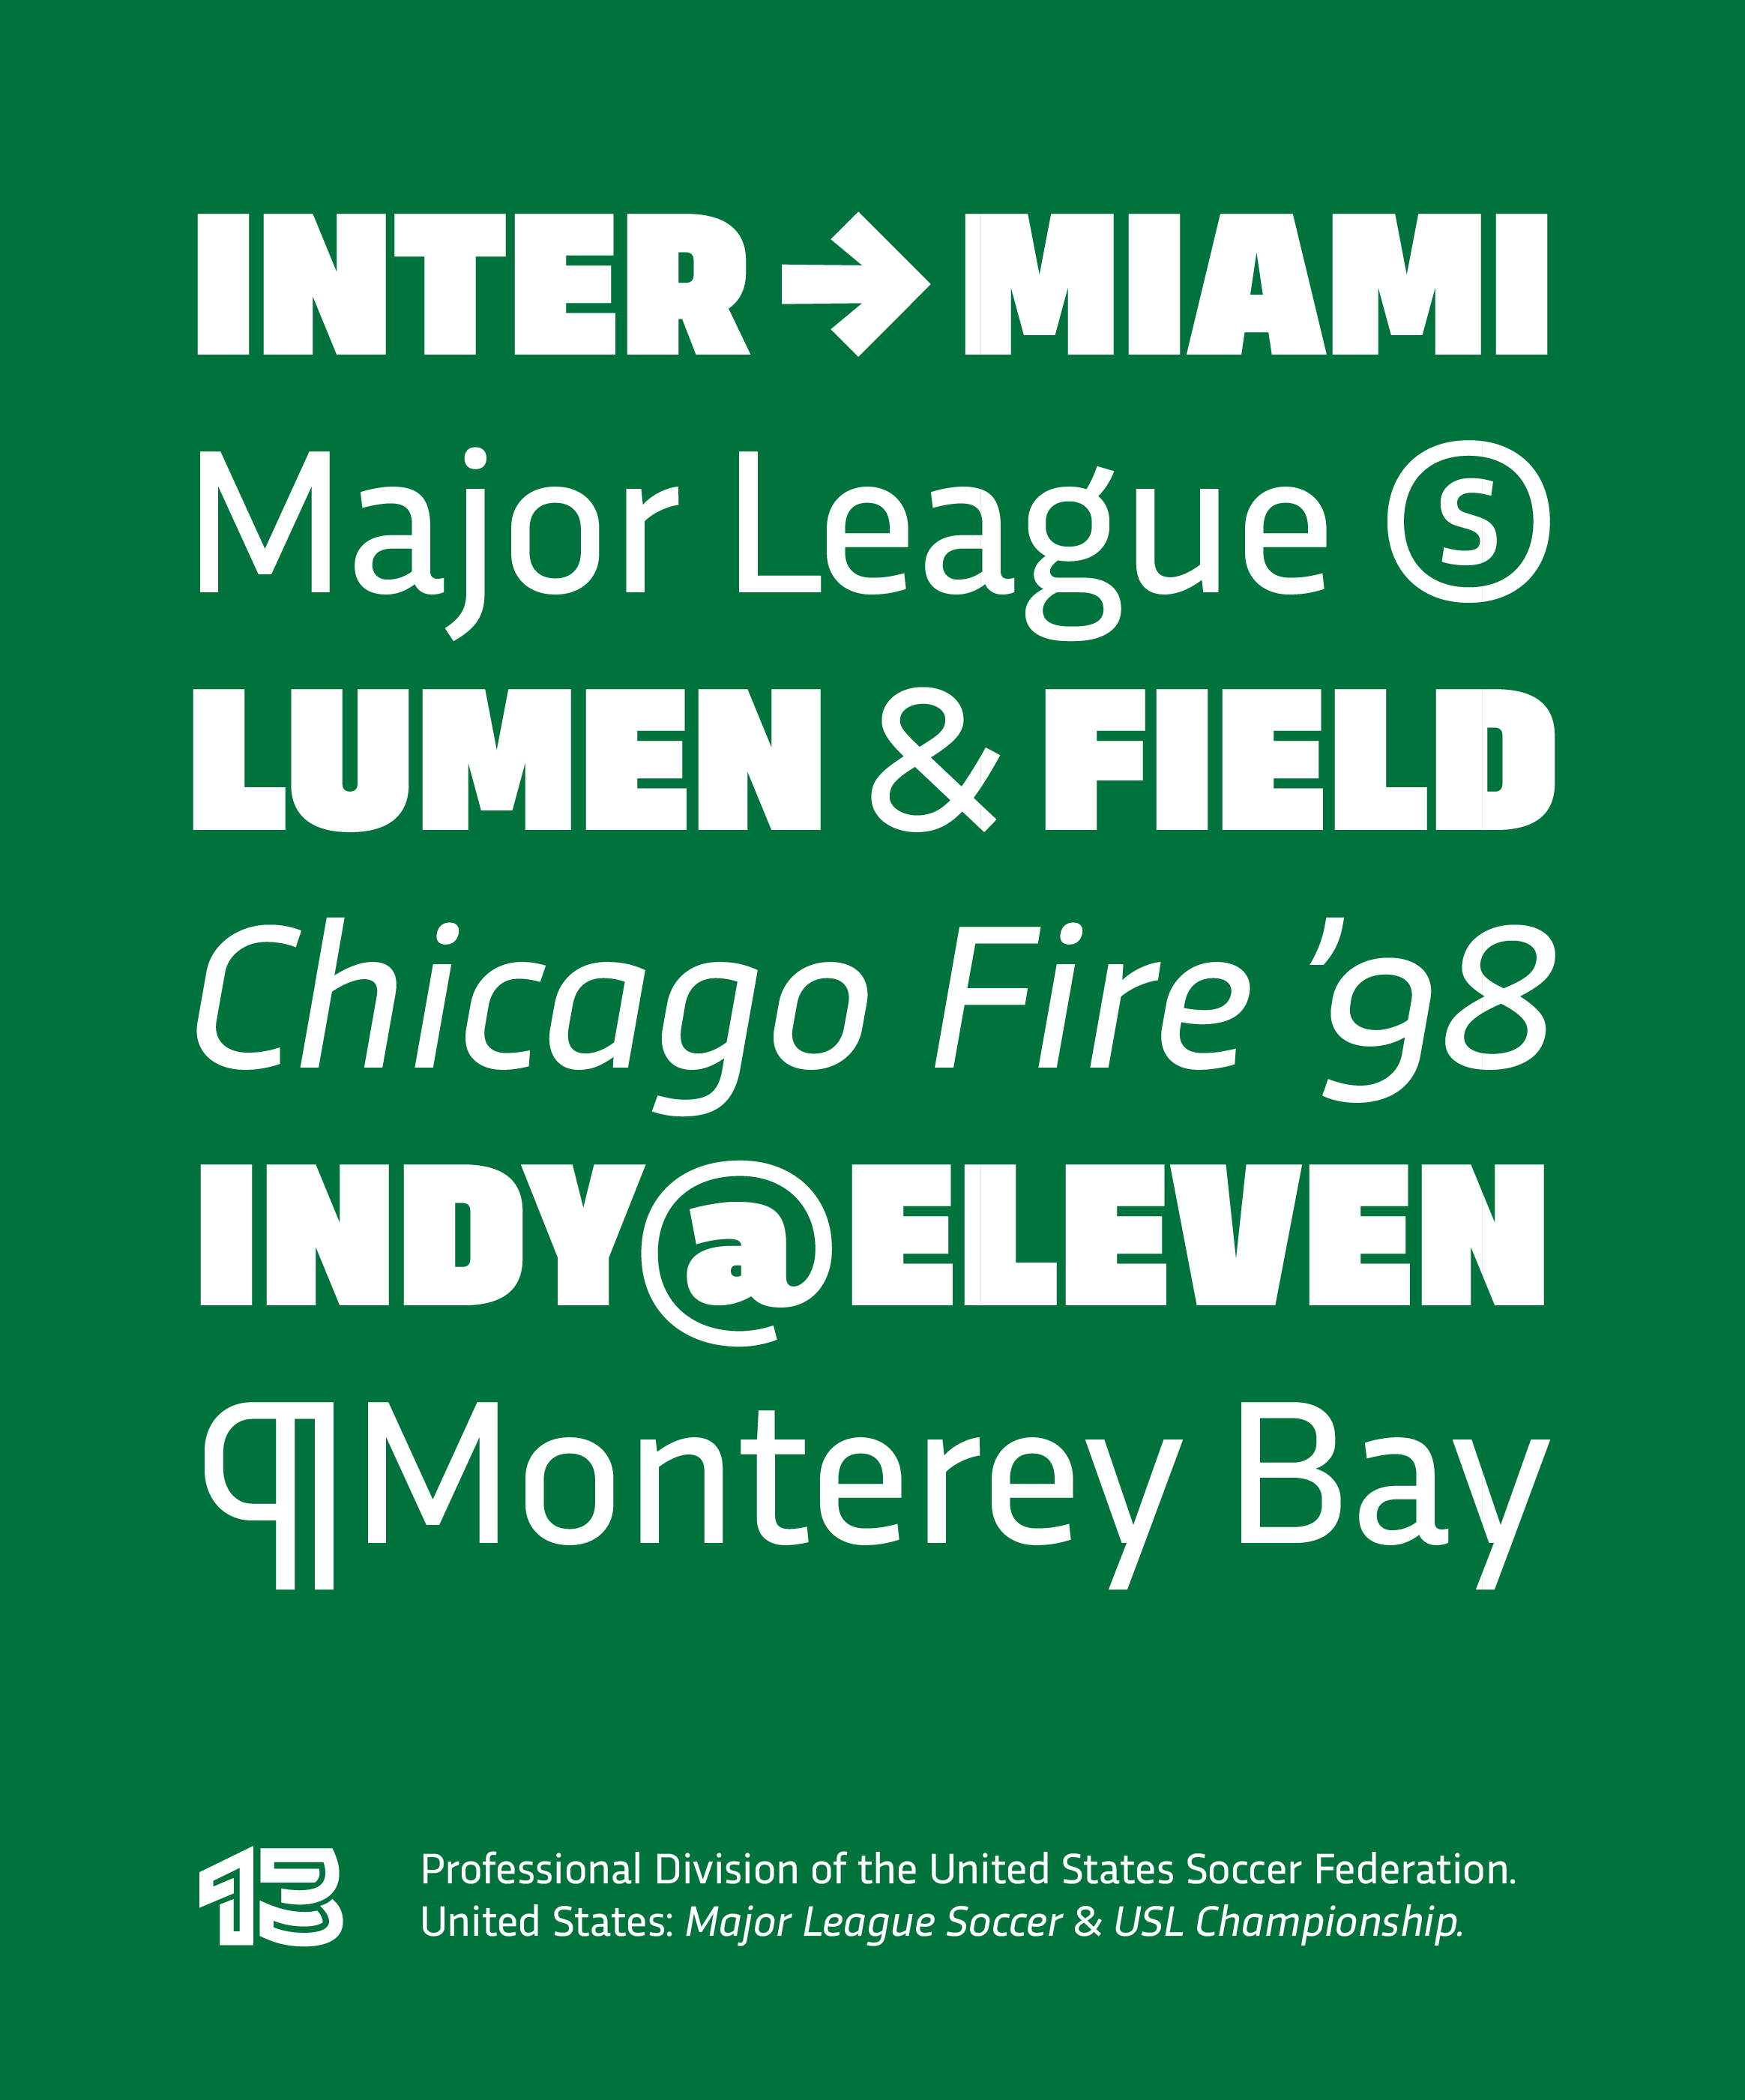 INTER→MIAMI
Major League Ⓢ
LUMEN & FIELD
Chicago Fire ’98
INDY@ELEVEN
¶Monterey Bay
13
Professional Division of the United States Soccer Federation.
United States: Major League Soccer & USL Championship.